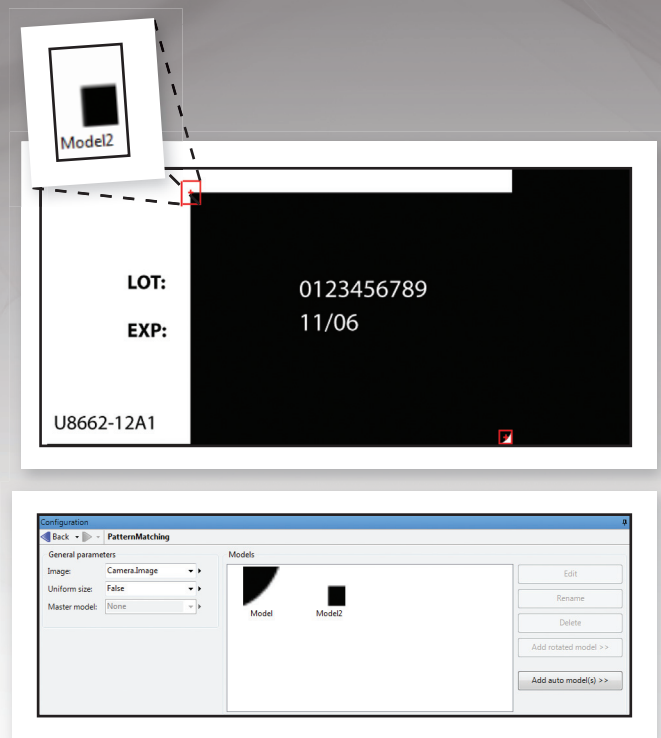 Model2
LOT:
0123456789
EXP:
11/06
U8662-12A1
Configuration
Back
PatternMatching
General parameters
Image:
Camera.Image
Uniform size:
False
Master model:
None
Models
Model
Model2
Edit
Rename
Delete
Add rotated model >>
Add auto model(s) >>